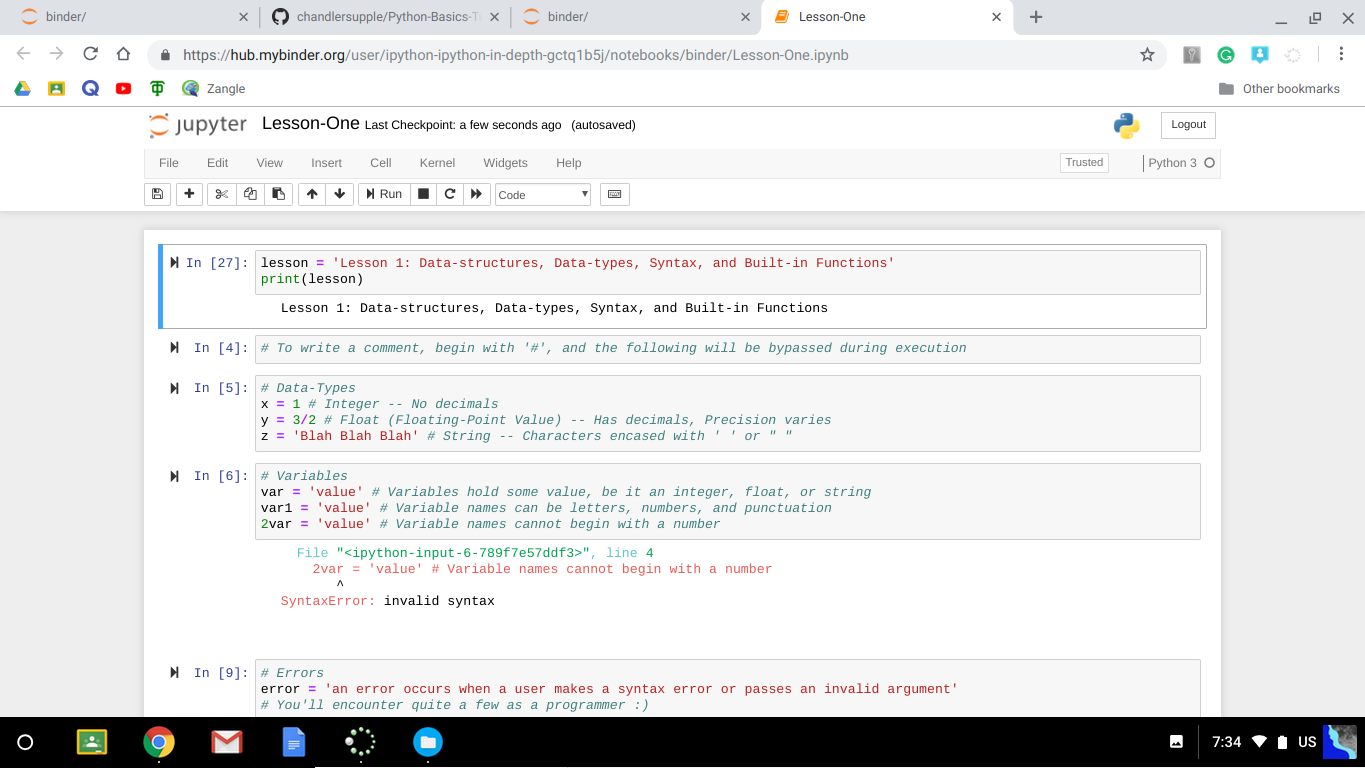 binder/
chandlersupple/Python-Basics-T
binder/
Lesson-One
https://hub.mybinder.org/user/ipython-ipython-in-depth-gctq1b5j/notebooks/binder/Lesson-One.ipynb
Zangle
Other bookmarks
jupyter Lesson-One Last Checkpoint: a few seconds ago (autosaved)
Logout
File Edit View Insert Cell Kernel Widgets Help
Trusted
Python 3
Run
Code
In [27]: lesson = 'Lesson 1: Data-structures, Data-types, Syntax, and Built-in Functions'
print(lesson)
Lesson 1: Data-structures, Data-types, Syntax, and Built-in Functions
In [4]: # To write a comment, begin with '#', and the following will be bypassed during execution
In [5]: # Data-Types
x = 1 # Integer -- No decimals
y = 3/2 # Float (Floating-Point Value) -- Has decimals, Precision varies
z = 'Blah Blah Blah' # String -- Characters encased with ' ' or " "
In [6]: # Variables
var = 'value' # Variables hold some value, be it an integer, float, or string
var1 = 'value' # Variable names can be letters, numbers, and punctuation
2var = 'value' # Variable names cannot begin with a number
File "<ipython-input-6-789f7e57ddf3>", line 4
2var = 'value' # Variable names cannot begin with a number
^
SyntaxError: invalid syntax
In [9]: # Errors
error = 'an error occurs when a user makes a syntax error or passes an invalid argument'
# You'll encounter quite a few as a programmer :)
7:34
US